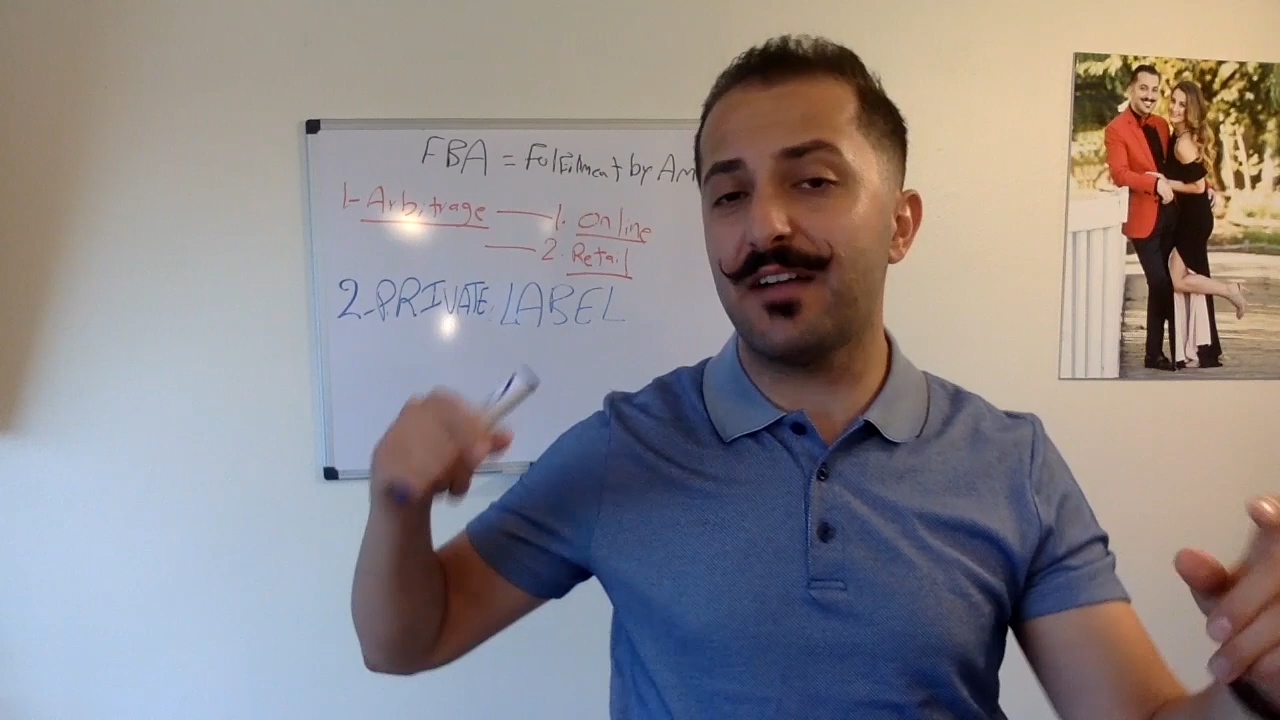 FBA = Fulfilment by Am
1- Arbitrage — 1. Online
— 2. Retail
2-PRIVATE LABEL